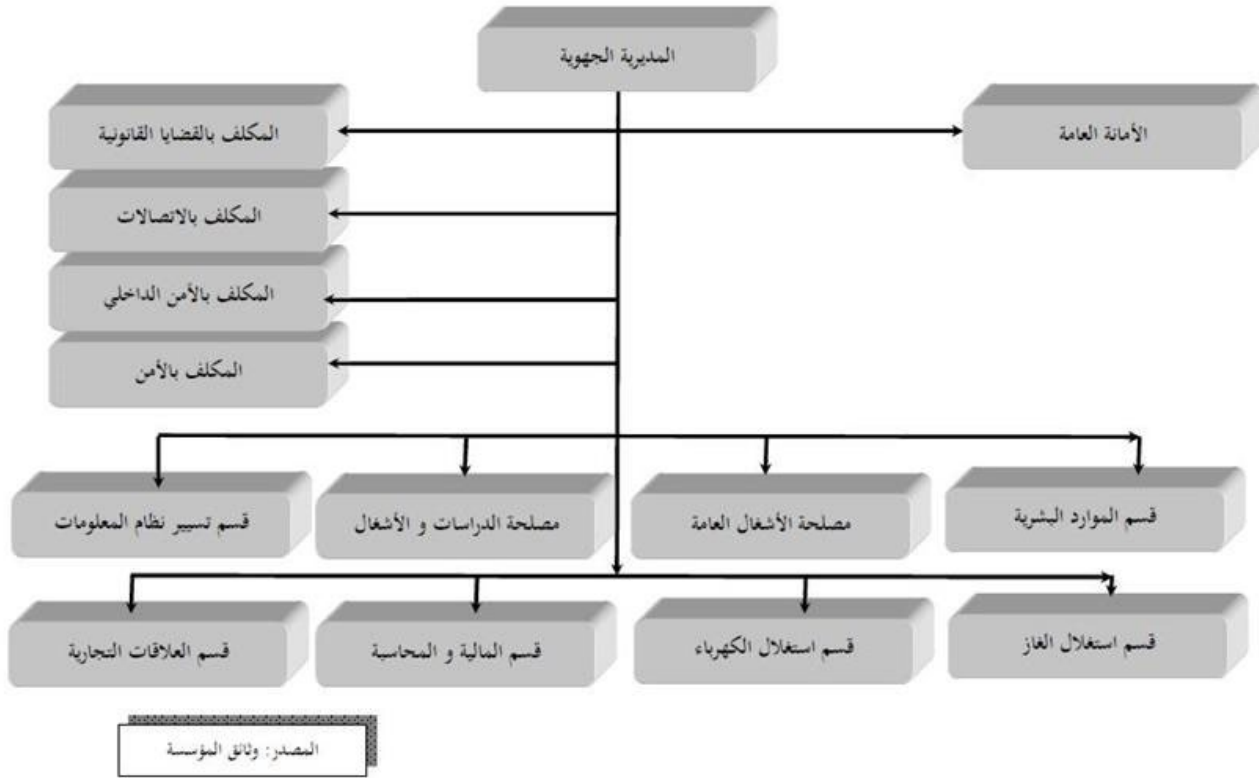 المديرية الجهوية
الأمانة العامة
المكلف بالقضايا القانونية
المكلف بالاتصالات
المكلف بالأمن الداخلي
المكلف بالأمن
قسم الموارد البشرية
مصلحة الأشغال العامة
مصلحة الدراسات و الأشغال
قسم تسيير نظام المعلومات
قسم استغلال الغاز
قسم استغلال الكهرباء
قسم المالية و المحاسبة
قسم العلاقات التجارية
المصدر: وثائق المؤسسة